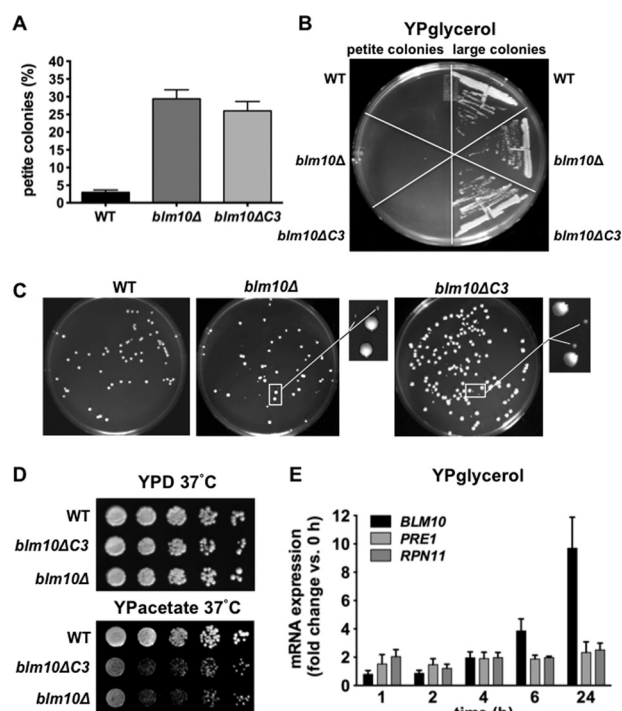 A
petite colonies (%)
40
35
30
25
20
15
10
5
0
WT
blm10Δ
blm10ΔC3
B
YPglycerol
petite colonies
large colonies
WT
WT
blm10Δ
blm10Δ
blm10ΔC3
blm10ΔC3
C
WT
blm10Δ
blm10ΔC3
D
YPD 37˚C
WT
blm10ΔC3
blm10Δ
YPacetate 37˚C
WT
blm10ΔC3
blm10Δ
E
YPglycerol
mRNA expression
(fold change vs. 0 h)
12
10
8
6
4
2
0
BLM10
PRE1
RPN11
1
2
4
6
24
time (h)